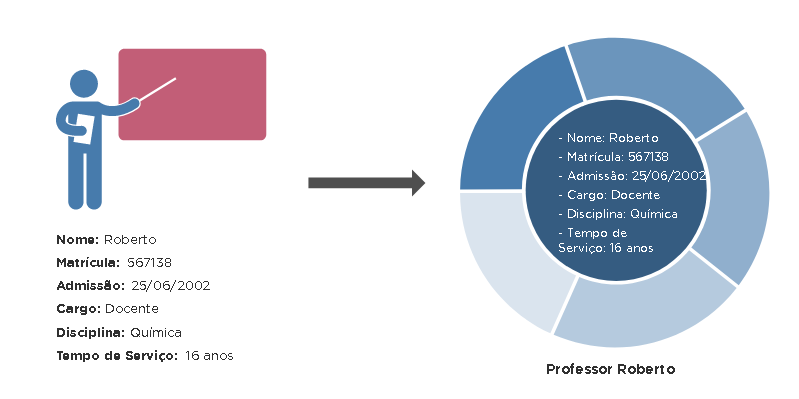 Nome: Roberto
Matrícula: 567138
Admissão: 25/06/2002
Cargo: Docente
Disciplina: Química
Tempo de Serviço: 16 anos
- Nome: Roberto
- Matrícula: 567138
- Admissão: 25/06/2002
- Cargo: Docente
- Disciplina: Química
- Tempo de
Serviço: 16 anos
Professor Roberto